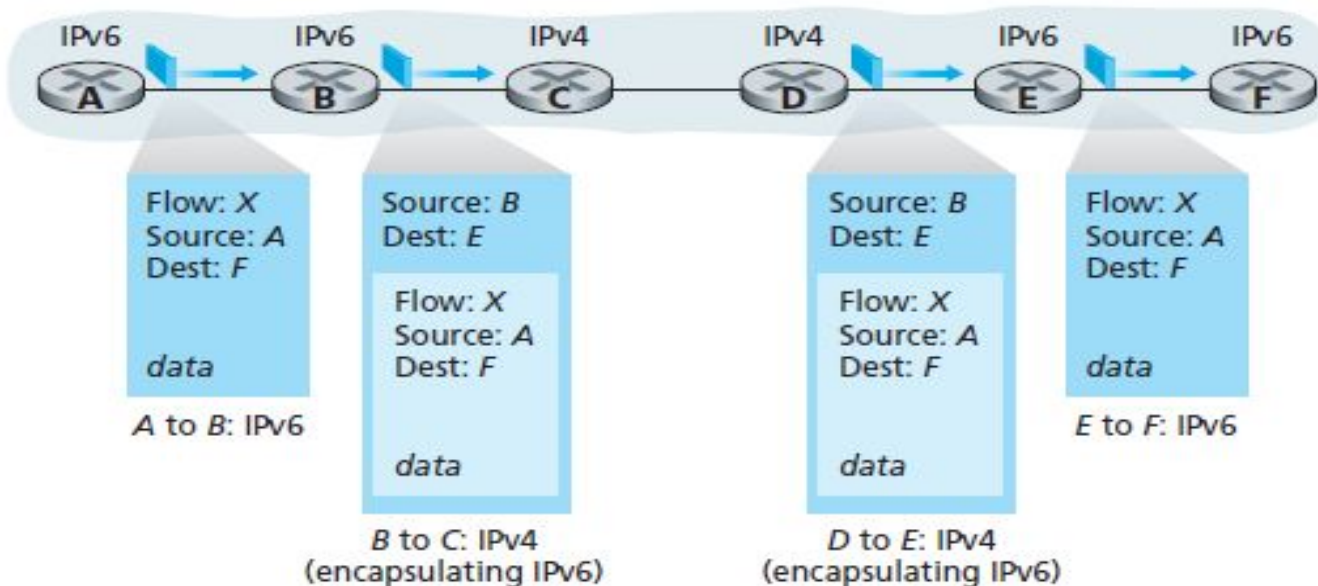 IPv6 IPv6 IPv4 IPv4 IPv6 IPv6
A B C D E F
Flow: X
Source: A
Dest: F
data
A to B: IPv6
Source: B
Dest: E
Flow: X
Source: A
Dest: F
data
B to C: IPv4
(encapsulating IPv6)
Source: B
Dest: E
Flow: X
Source: A
Dest: F
data
D to E: IPv4
(encapsulating IPv6)
Flow: X
Source: A
Dest: F
data
E to F: IPv6